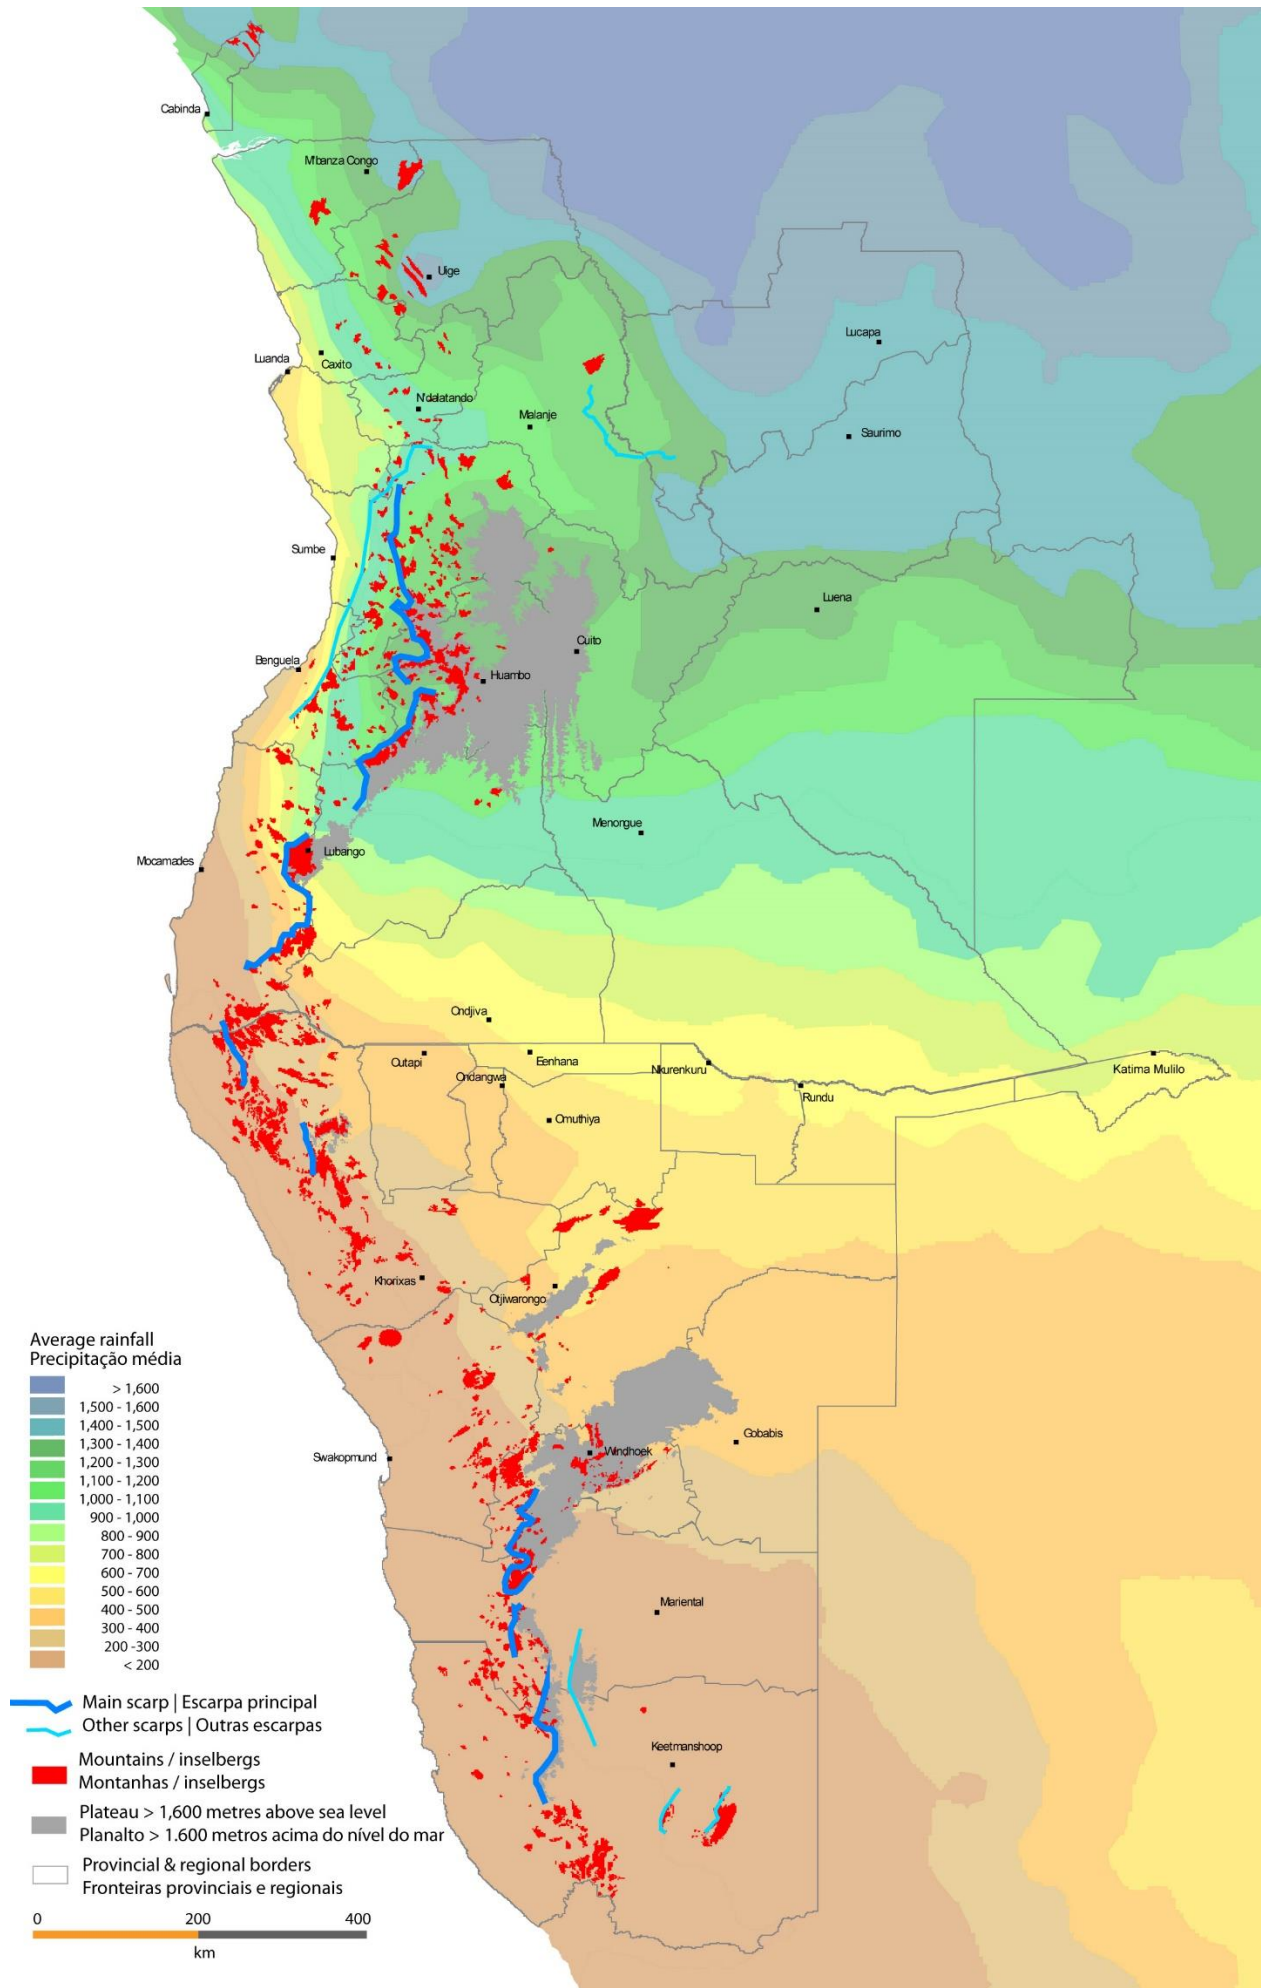 Cabinda
M'banza Congo
Uige
Lucapa
Luanda
Caxito
N'dalatando
Malanje
Saurimo
Sumbe
Luena
Cuito
Benguela
Huambo
Menongue
Lubango
Mocamades
Ondjiva
Outapi
Eenhana
Nkurenkuru
Katima Mulilo
Ondangwa
Rundu
Omuthiya
Khorixas
Otjiwarongo
Average rainfall
Precipitação média
> 1,600
1,500 - 1,600
1,400 - 1,500
1,300 - 1,400
1,200 - 1,300
1,100 - 1,200
1,000 - 1,100
900 - 1,000
800 - 900
700 - 800
600 - 700
500 - 600
400 - 500
300 - 400
200 -300
< 200
Gobabis
Windhoek
Swakopmund
Mariental
Keetmanshoop
Main scarp | Escarpa principal
Other scarps | Outras escarpas
Mountains / inselbergs
Montanhas / inselbergs
Plateau > 1,600 metres above sea level
Planalto > 1.600 metros acima do nível do mar
Provincial & regional borders
Fronteiras provinciais e regionais
0 200 400
km